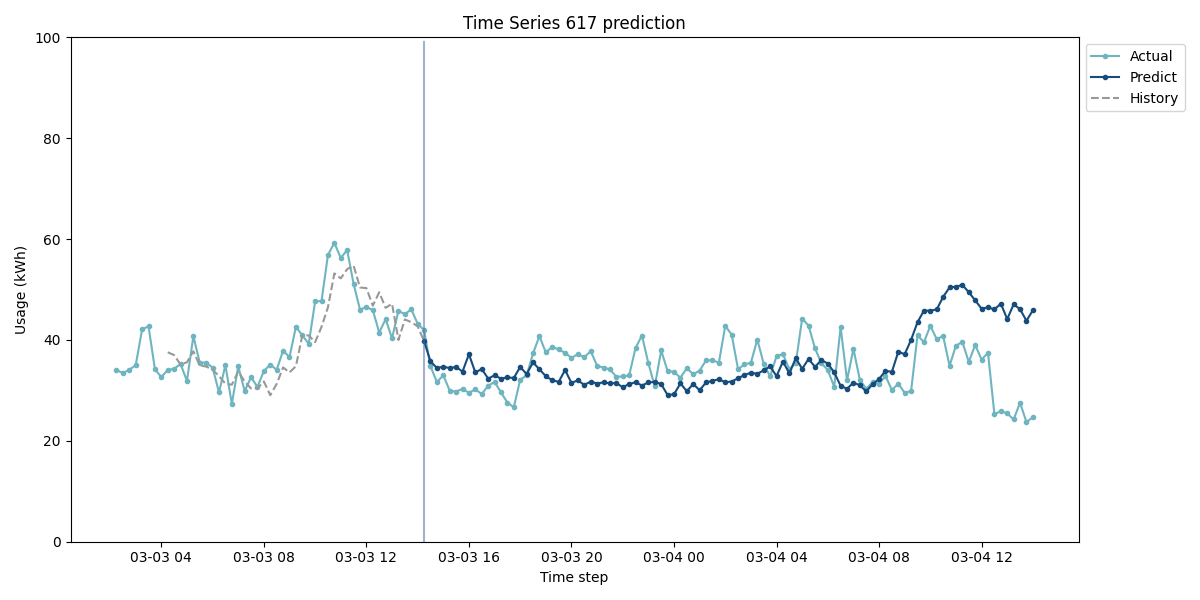 Time Series 617 prediction
100
80
60
40
20
0
Usage (kWh)
03-03 04
03-03 08
03-03 12
03-03 16
03-03 20
03-04 00
03-04 04
03-04 08
03-04 12
Time step
Actual
Predict
History